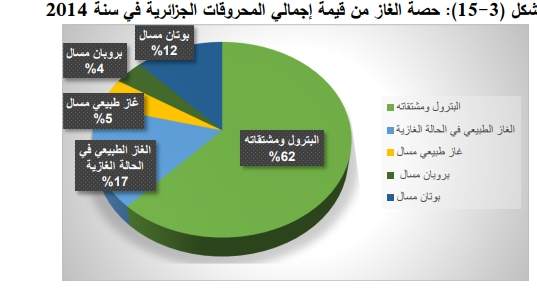 شكل (3-15): حصة الغاز من قيمة إجمالي المحروقات الجزائرية في سنة 2014
بوتان مسال
%12
بروبان مسال
%4
غاز طبيعي مسال
%5
الغاز الطبيعي في
الحالة الغازية
%17
البترول ومشتقاته
%62
البترول ومشتقاته
الغاز الطبيعي في الحالة الغازية
غاز طبيعي مسال
بروبان مسال
بوتان مسال